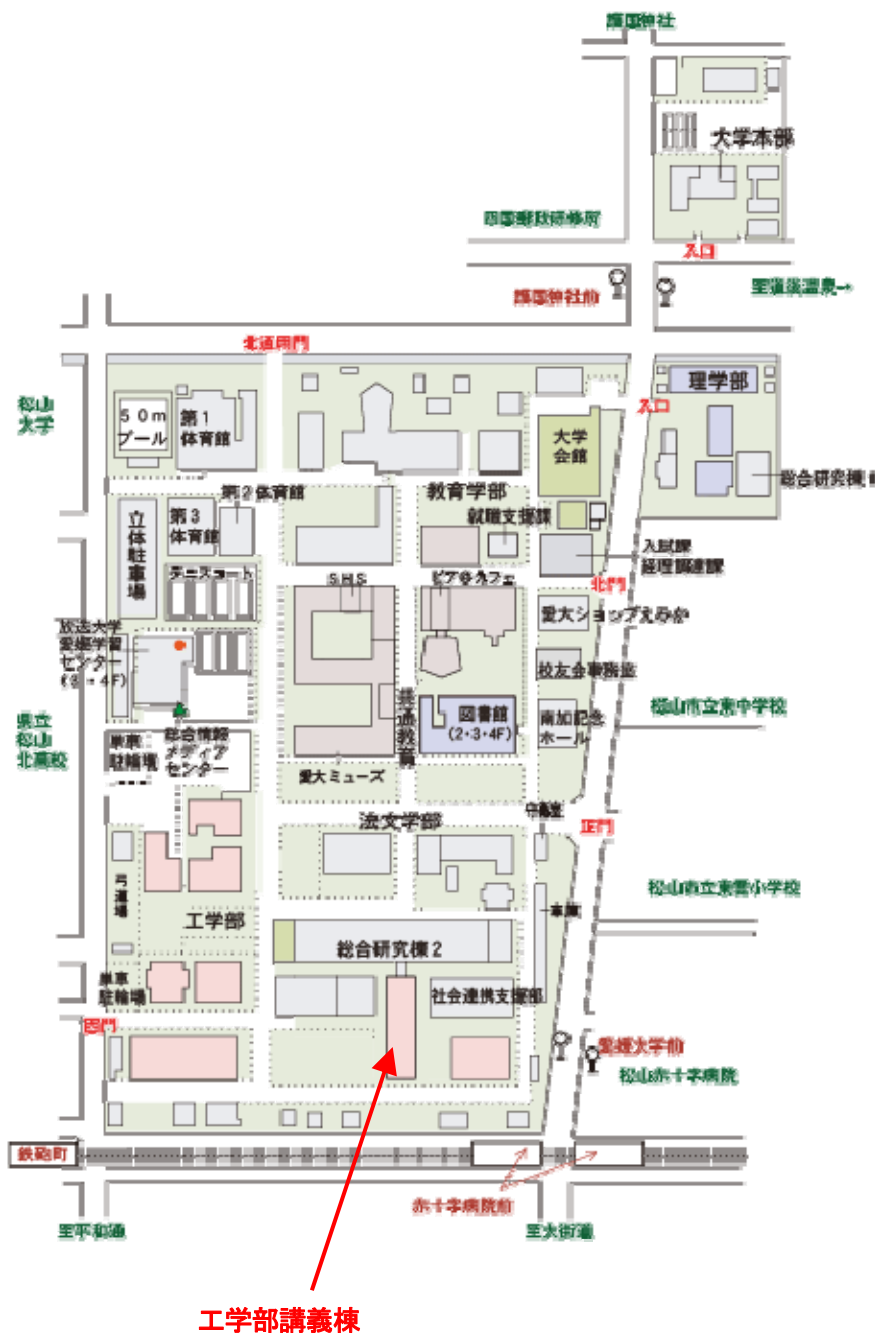 護国神社
大学本部
四国郵政研修所
入口
護国神社前
至道後温泉→
北通用門
松山
大学
50m
プール
第1
体育館
理学部
入口
大学
会館
総合研究棟1
教育学部
第2体育館
就職支援課
立体駐車場
第3
体育館
入試課
経理調達課
テニスコート
S.H.S
ピア@カフェ
北門
愛大ショップえみか
放送大学
愛媛学習
センター
(3・4F)
校友会事務室
共通教育
図書館
(2・3・4F)
南加記念
ホール
松山市立東中学校
県立
松山
北高校
単車
駐輪場
総合情報
メディア
センター
愛大ミューズ
法文学部
守衛室
正門
弓道場
松山市立東雲小学校
工学部
車庫
総合研究棟2
単車
駐輪場
社会連携支援部
西門
愛媛大学前
松山赤十字病院
鉄砲町
赤十字病院前
至平和通
至大街道
工学部講義棟